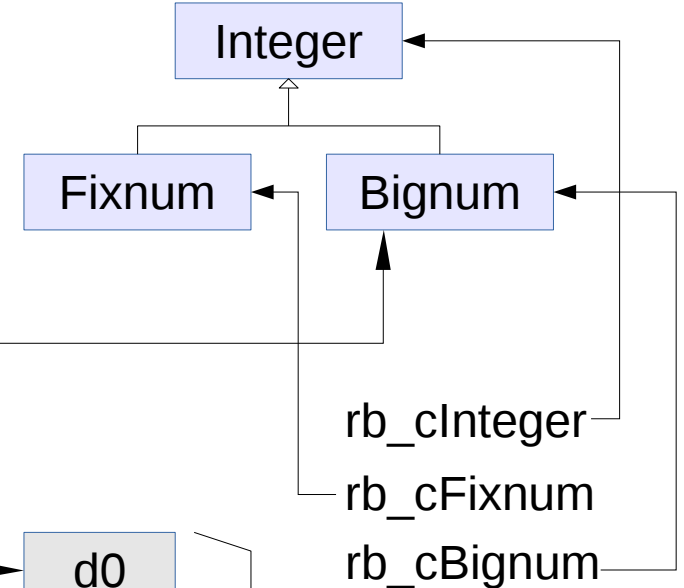 Integer
Fixnum
Bignum
rb_cInteger
rb_cFixnum
rb_cBignum
d0